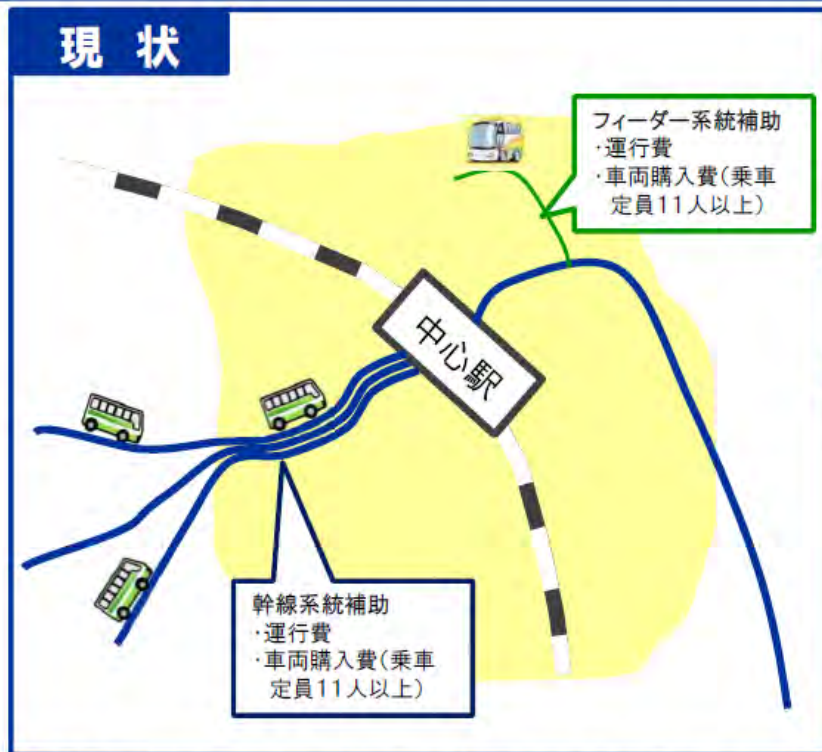 現 状
フィーダー系統補助
・運行費
・車両購入費(乗車
定員11人以上)
中心駅
幹線系統補助
・運行費
・車両購入費(乗車
定員11人以上)